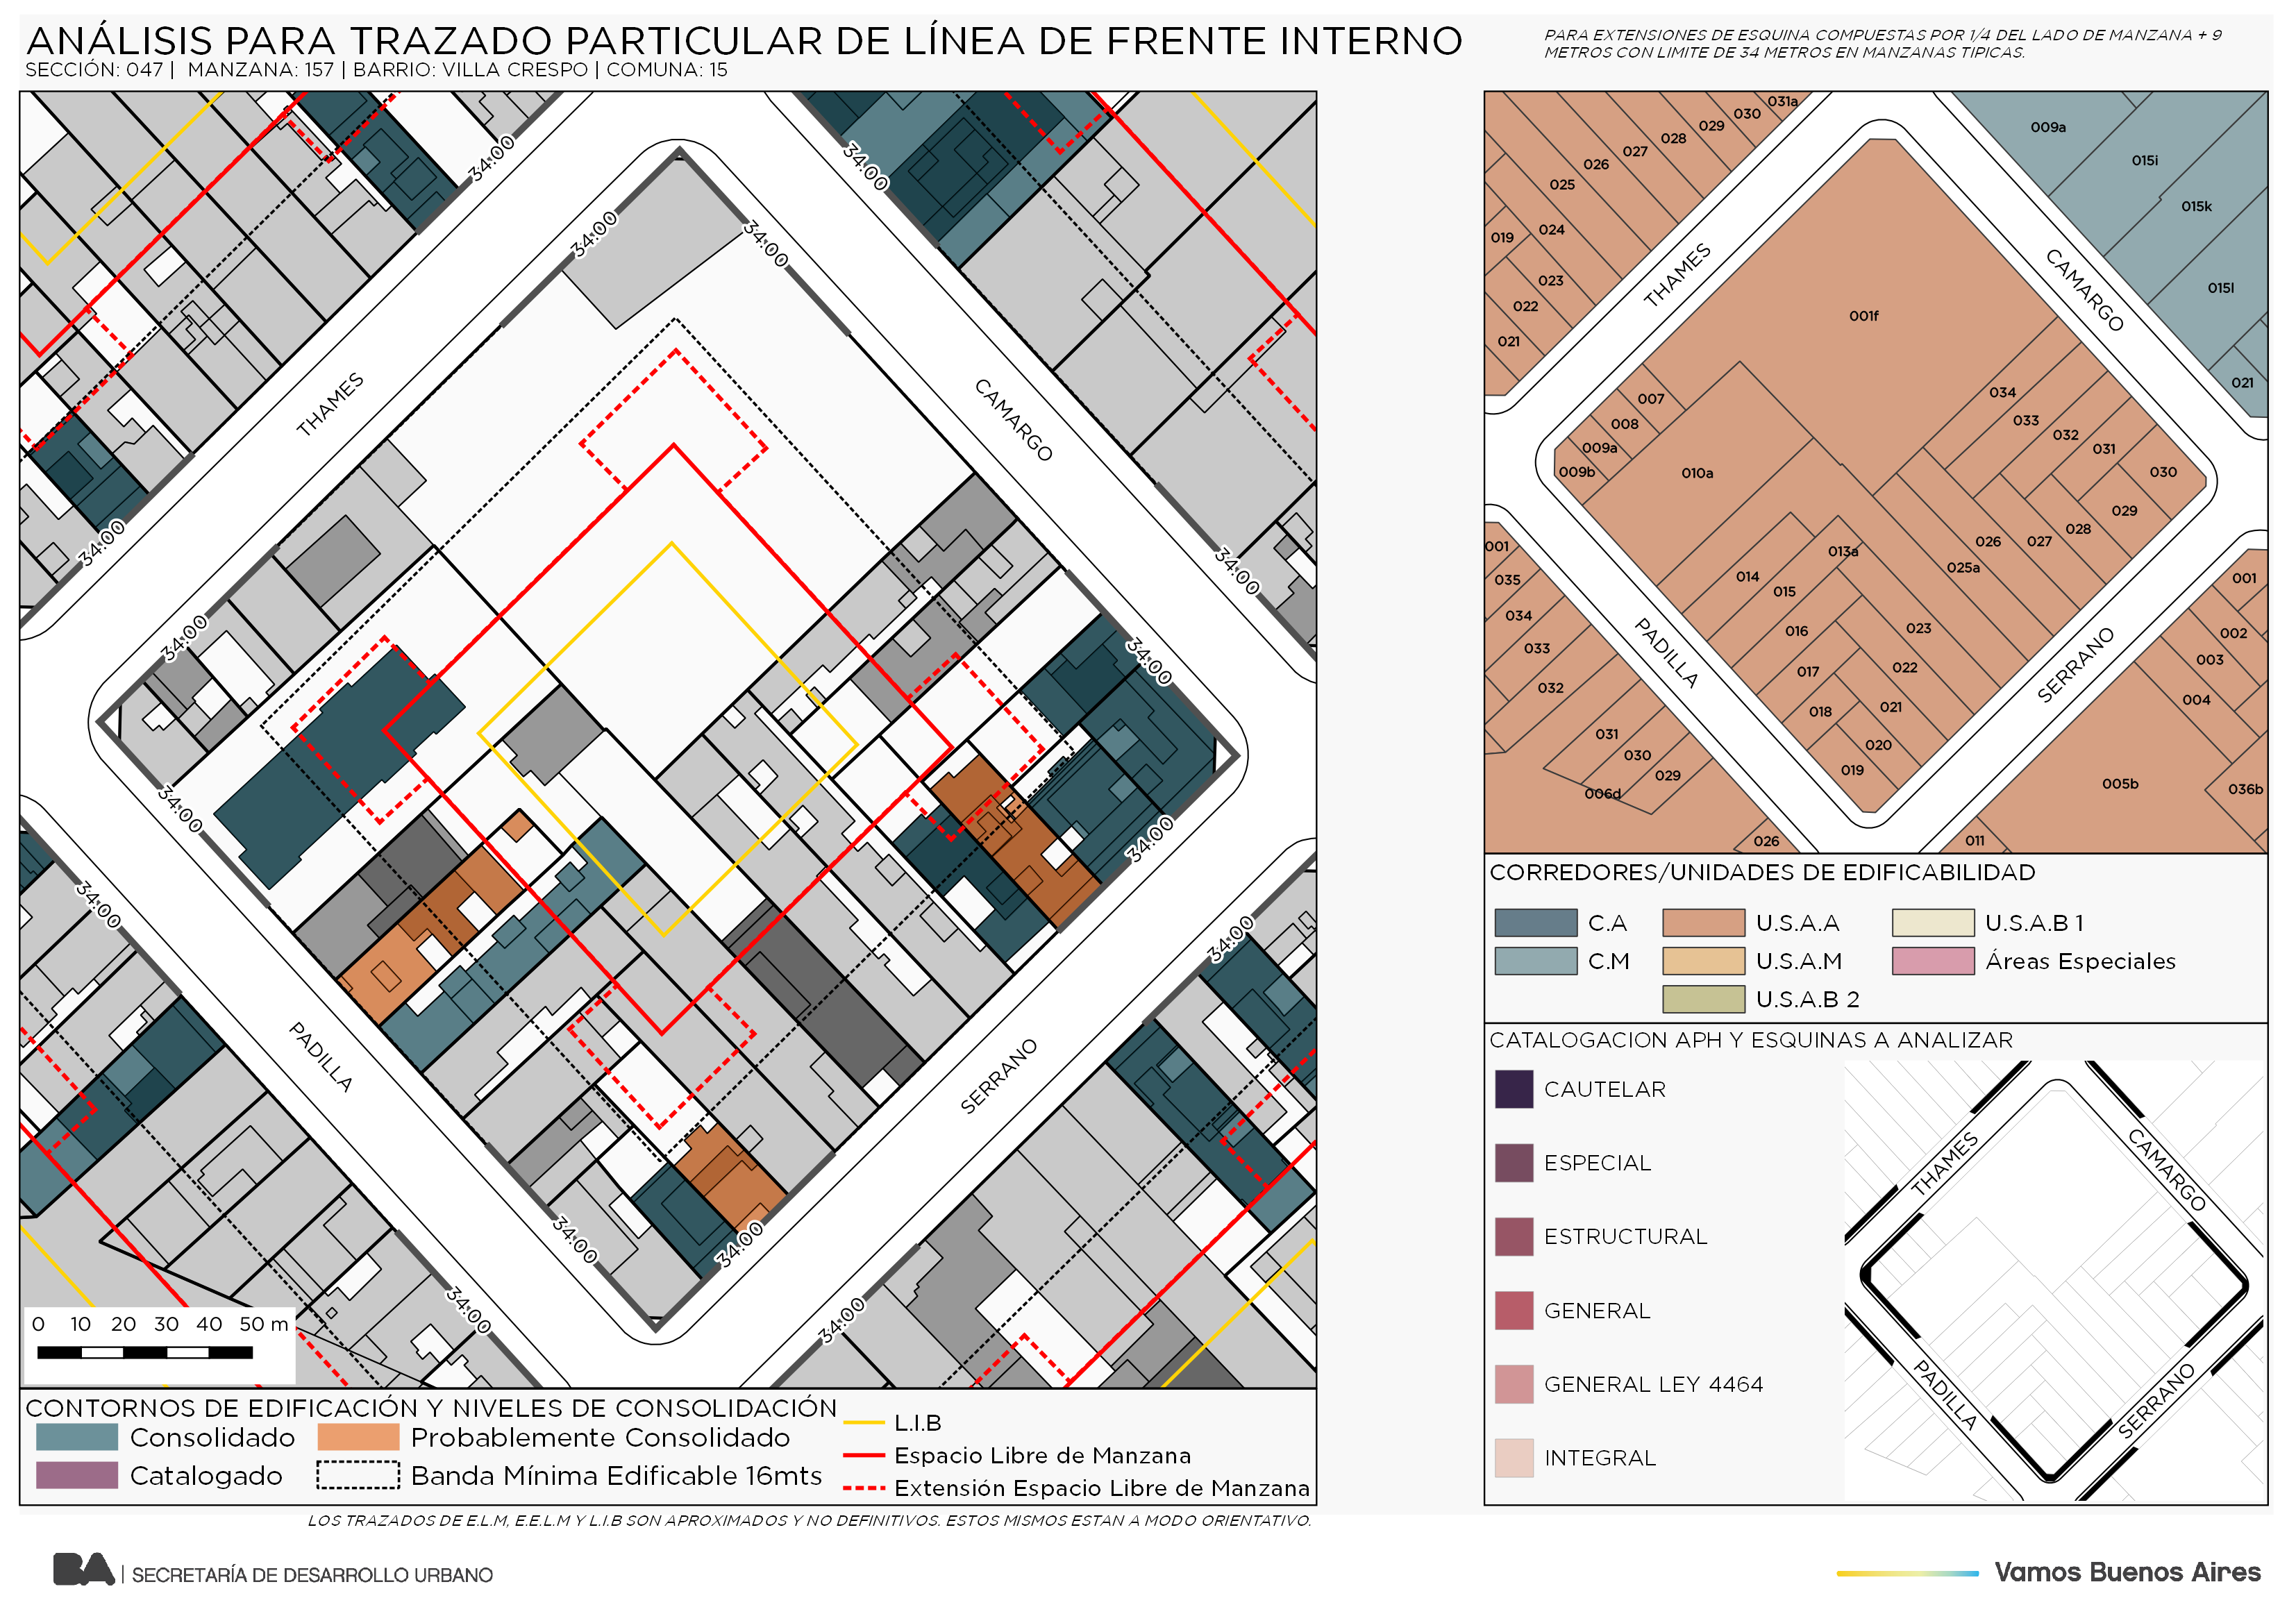 ANÁLISIS PARA TRAZADO PARTICULAR DE LÍNEA DE FRENTE INTERNO
SECCIÓN: 047 | MANZANA: 157 | BARRIO: VILLA CRESPO | COMUNA: 15
PARA EXTENSIONES DE ESQUINA COMPUESTAS POR 1/4 DEL LADO DE MANZANA + 9
METROS CON LIMITE DE 34 METROS EN MANZANAS TIPICAS.
34:00
34:00
34:00
34:00
THAMES
CAMARGO
34:00
34:00
34:00
34:00
34:00
34:00
34:00
34:00
PADILLA
SERRANO
34:00
34:00
34:00
34:00
34:00
0 10 20 30 40 50 m
CONTORNOS DE EDIFICACIÓN Y NIVELES DE CONSOLIDACIÓN
Consolidado
Probablemente Consolidado
Catalogado
Banda Mínima Edificable 16mts
L.I.B
Espacio Libre de Manzana
Extensión Espacio Libre de Manzana
LOS TRAZADOS DE E.L.M, E.E.L.M Y L.I.B SON APROXIMADOS Y NO DEFINITIVOS. ESTOS MISMOS ESTAN A MODO ORIENTATIVO.
031a
030
029
028
027
026
025
024
019
023
022
021
009a
015i
015k
015l
021
THAMES
CAMARGO
001f
007
008
009a
009b
010a
034
033
032
031
030
029
028
027
026
025a
013a
014
015
016
017
018
019
020
021
022
023
001
035
034
033
032
031
030
029
006d
026
PADILLA
SERRANO
001
002
003
004
005b
036b
011
CORREDORES/UNIDADES DE EDIFICABILIDAD
C.A
U.S.A.A
U.S.A.B 1
C.M
U.S.A.M
Áreas Especiales
U.S.A.B 2
CATALOGACION APH Y ESQUINAS A ANALIZAR
CAUTELAR
ESPECIAL
ESTRUCTURAL
GENERAL
GENERAL LEY 4464
INTEGRAL
THAMES
CAMARGO
PADILLA
SERRANO
BA | SECRETARÍA DE DESARROLLO URBANO
Vamos Buenos Aires